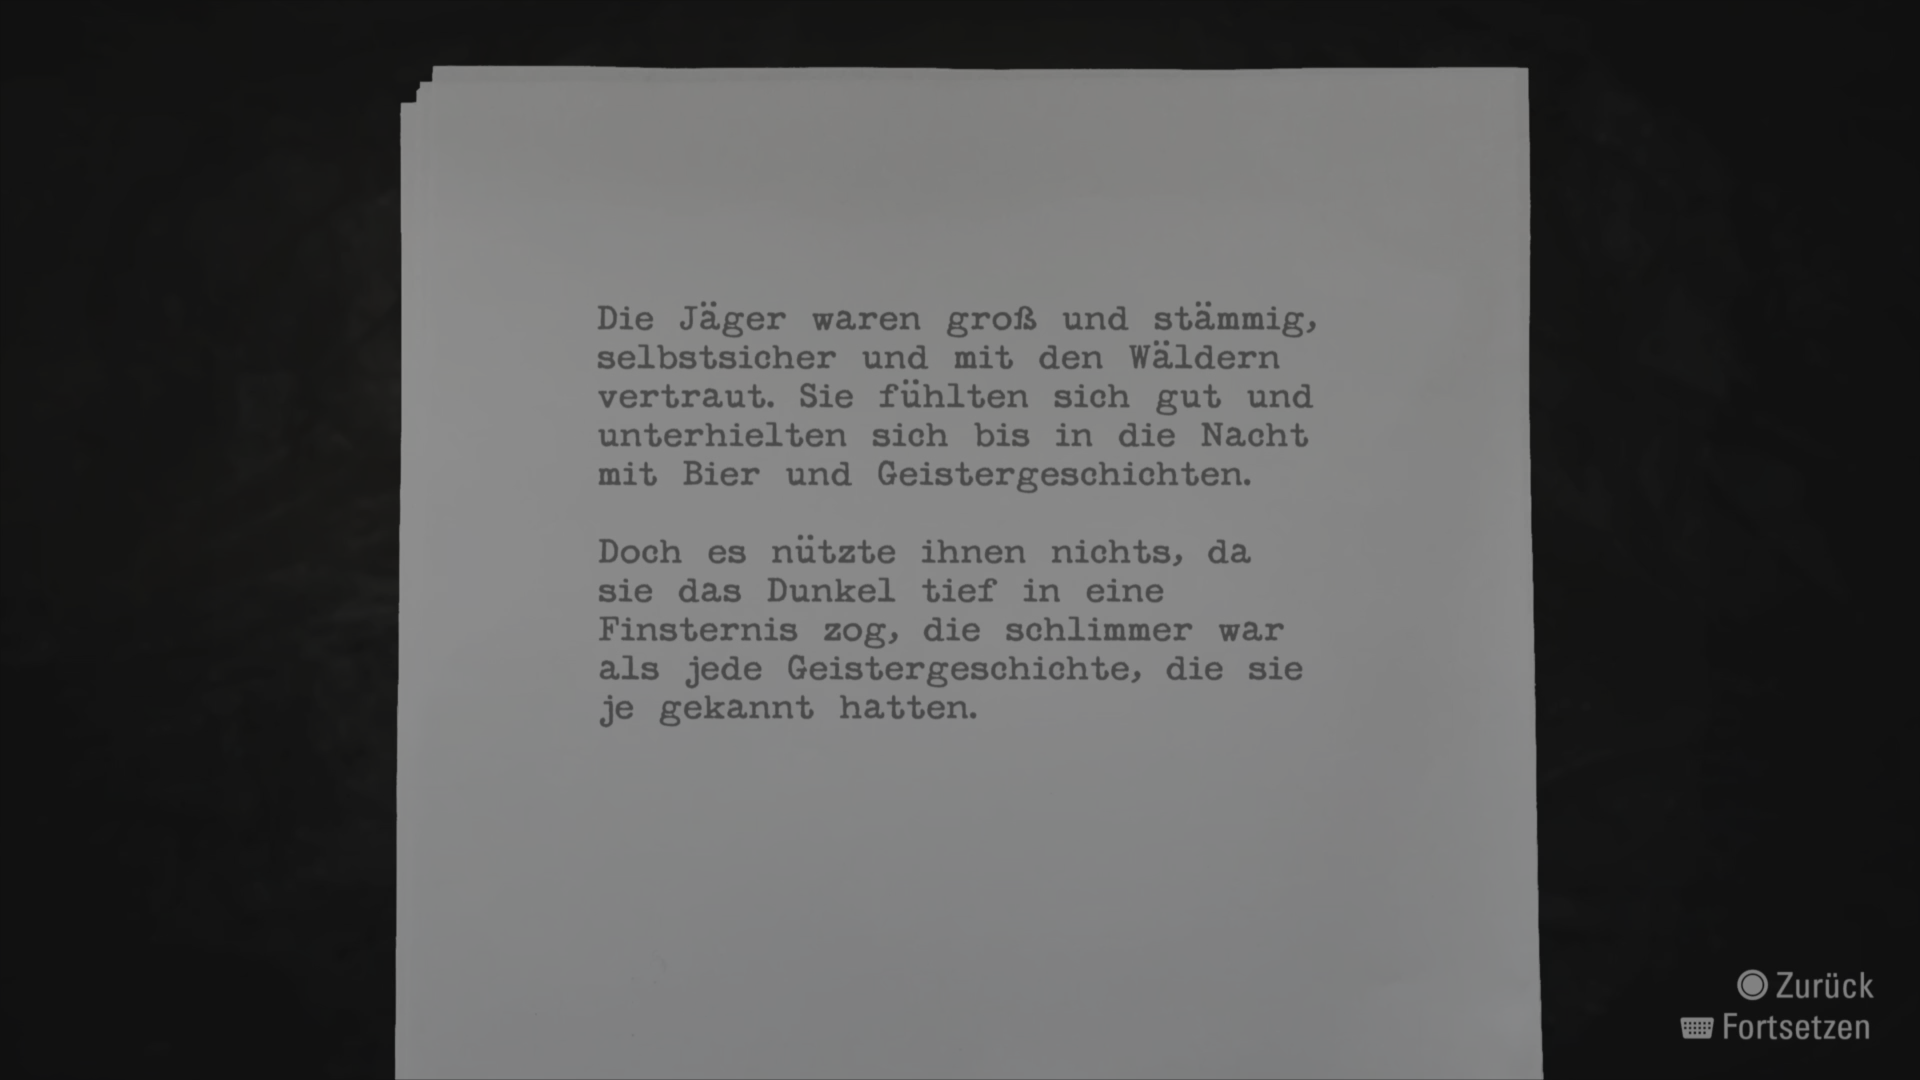 Die Jäger waren groß und stämmig,
selbstsicher und mit den Wäldern
vertraut. Sie fühlten sich gut und
unterhielten sich bis in die Nacht
mit Bier und Geistergeschichten.
Doch es nützte ihnen nichts, da
sie das Dunkel tief in eine
Finsternis zog, die schlimmer war
als jede Geistergeschichte, die sie
je gekannt hatten.
Zurück
Fortsetzen